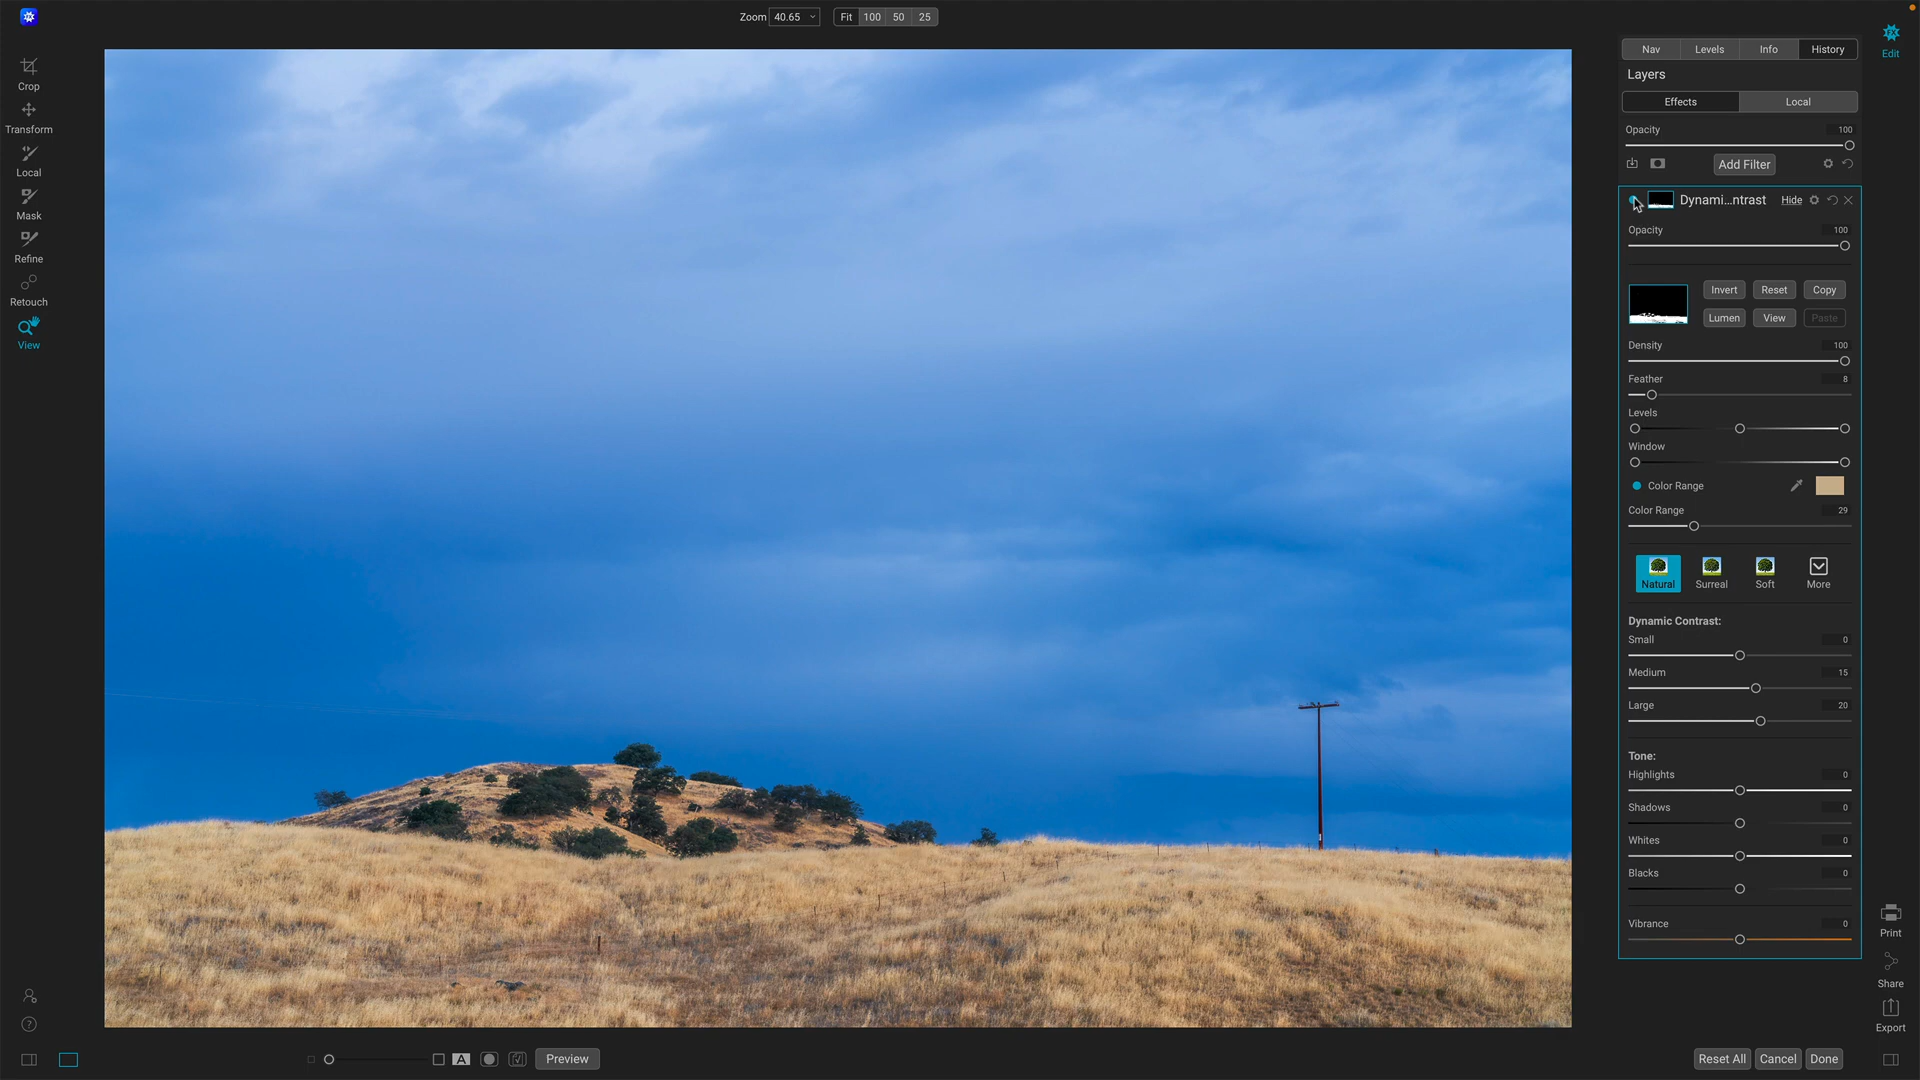 Zoom 40.65 Fit 100 50 25
Edit
Crop
Transform
Local
Mask
Refine
Retouch
View
Nav Levels Info History
Layers
Effects Local
Opacity 100
Add Filter
Dynami...ntrast Hide
Opacity 100
Invert Reset Copy
Lumen View Paste
Density 100
Feather 8
Levels
Window
Color Range
Color Range 29
Natural Surreal Soft More
Dynamic Contrast:
Small 0
Medium 15
Large 20
Tone:
Highlights 0
Shadows 0
Whites 0
Blacks 0
Vibrance 0
Print
Share
Export
A Preview
Reset All Cancel Done